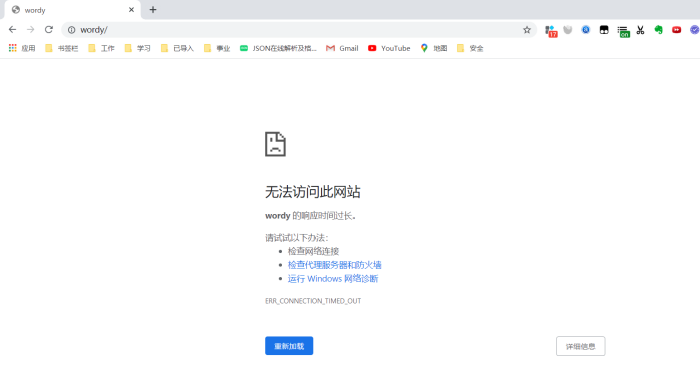 wordy
wordy/
应用 书签栏 工作 学习 已导入 事业 JSON在线解析及格... Gmail YouTube 地图 安全
17
on
无法访问此网站
wordy 的响应时间过长。
请试试以下办法：
检查网络连接
检查代理服务器和防火墙
运行 Windows 网络诊断
ERR_CONNECTION_TIMED_OUT
重新加载 详细信息